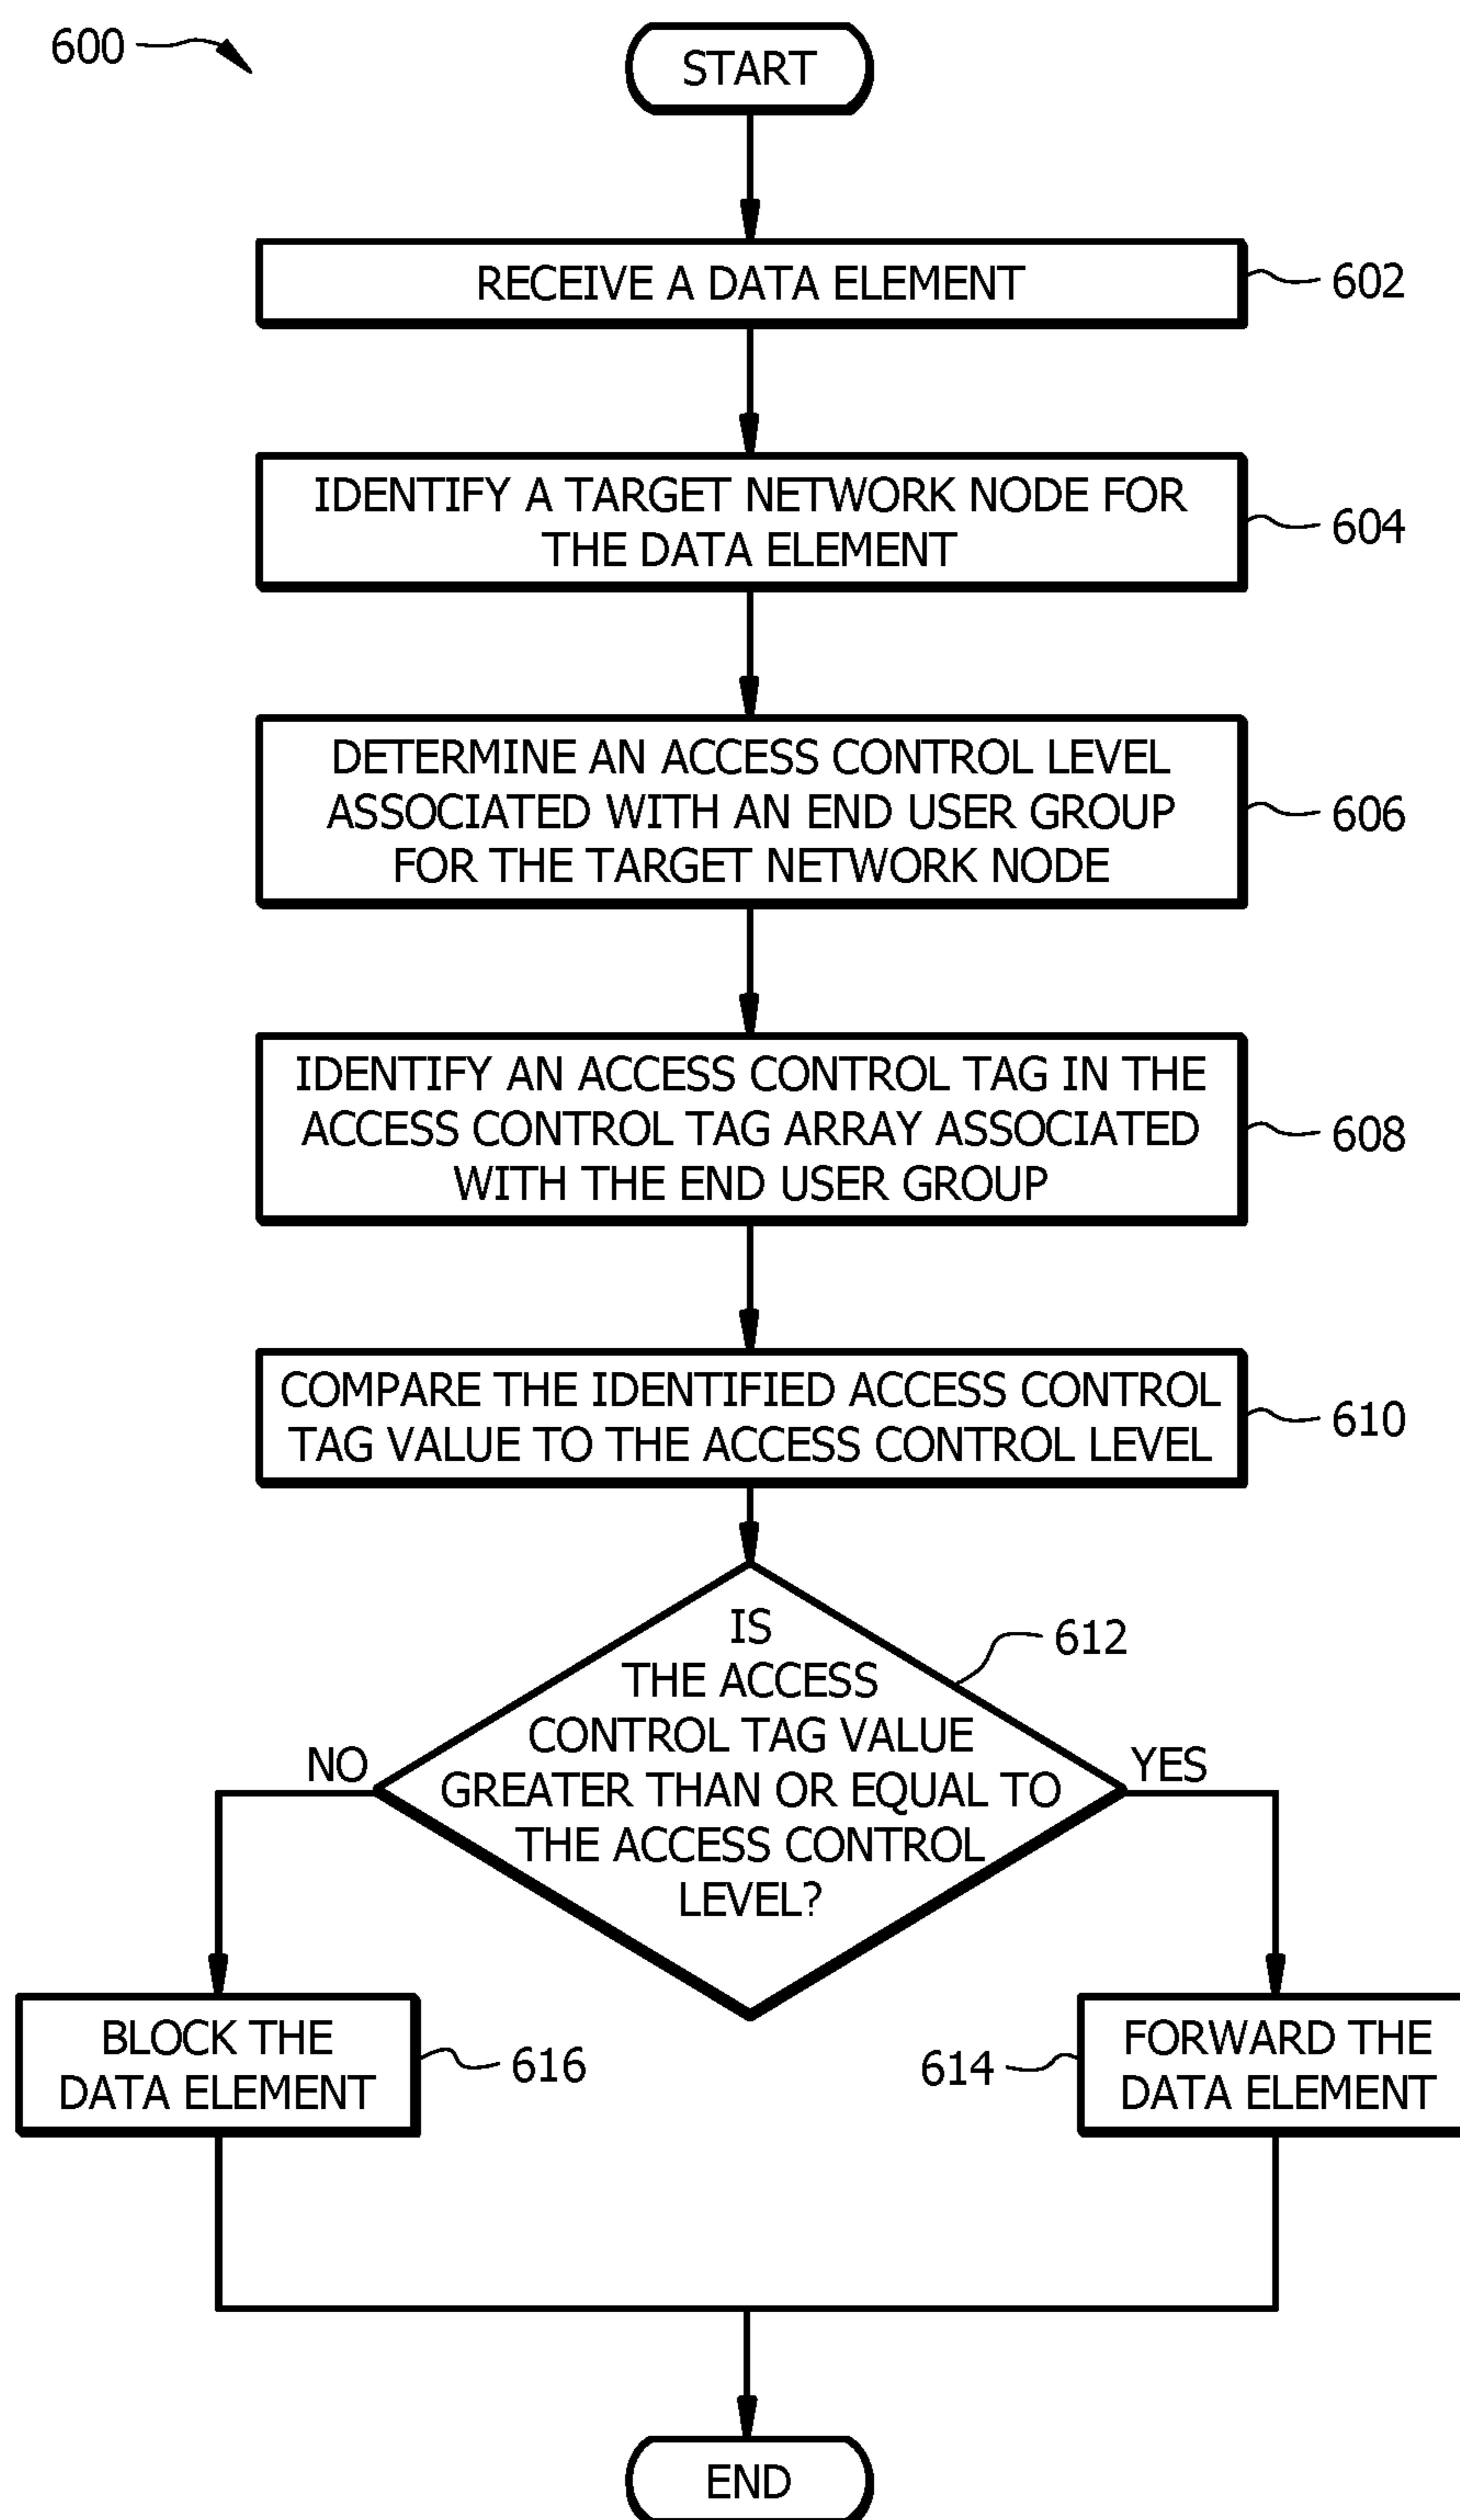 600
START
RECEIVE A DATA ELEMENT
602
IDENTIFY A TARGET NETWORK NODE FOR
THE DATA ELEMENT
604
DETERMINE AN ACCESS CONTROL LEVEL
ASSOCIATED WITH AN END USER GROUP
FOR THE TARGET NETWORK NODE
606
IDENTIFY AN ACCESS CONTROL TAG IN THE
ACCESS CONTROL TAG ARRAY ASSOCIATED
WITH THE END USER GROUP
608
COMPARE THE IDENTIFIED ACCESS CONTROL
TAG VALUE TO THE ACCESS CONTROL LEVEL
610
IS
THE ACCESS
CONTROL TAG VALUE
GREATER THAN OR EQUAL TO
THE ACCESS CONTROL
LEVEL?
612
NO
YES
BLOCK THE
DATA ELEMENT
616
614
FORWARD THE
DATA ELEMENT
END